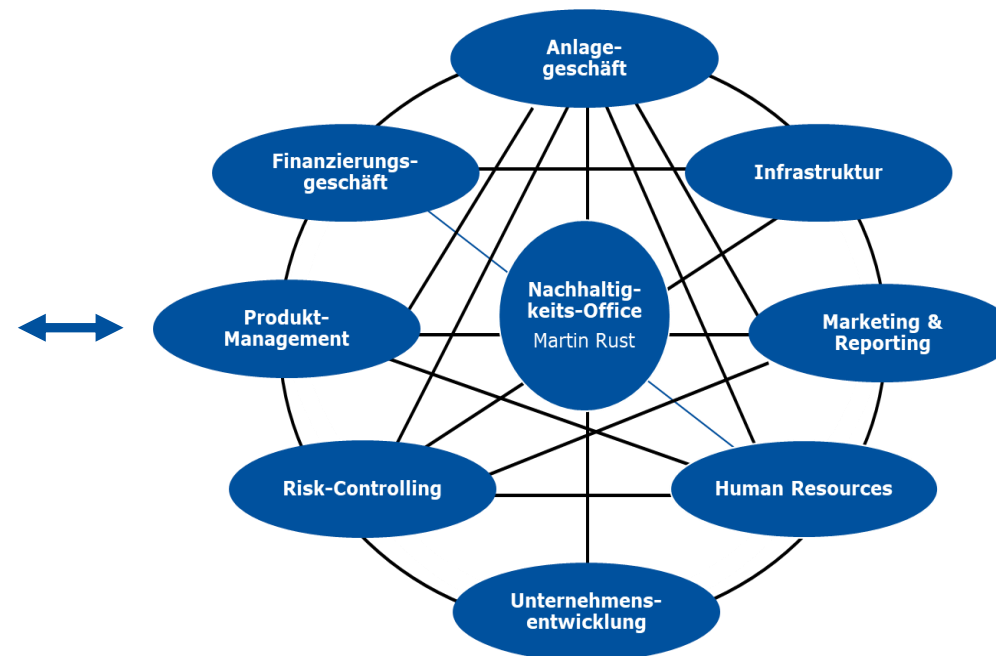 Anlage-
geschäft
Finanzierungs-
geschäft
Infrastruktur
Nachhaltig-
keits-Office
Martin Rust
Produkt-
Management
Marketing &
Reporting
Risk-Controlling
Human Resources
Unternehmens-
entwicklung